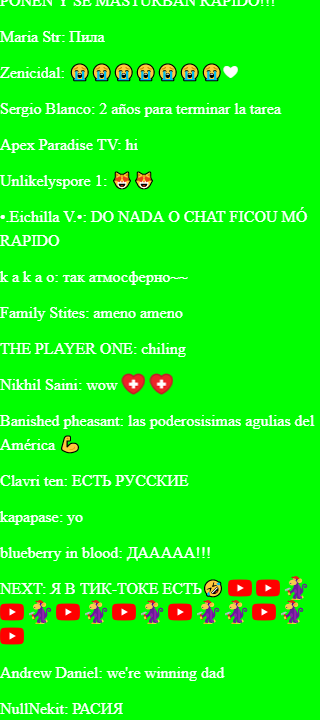 PONEN Y SE MASTURBAN RAPIDO!!!
Maria Str: Пила
Zenicidal: 😭😭😭😭😭😭😭🤍
Sergio Blanco: 2 años para terminar la tarea
Apex Paradise TV: hi
Unlikelyspore 1: 😻😻
•.Eichilla V.•: DO NADA O CHAT FICOU MÓ
RAPIDO
k a k a o: так атмосферно~~
Family Stites: ameno ameno
THE PLAYER ONE: chiling
Nikhil Saini: wow
Banished pheasant: las poderosisimas agulias del
América 💪
Clavri ten: ЕСТЬ РУССКИЕ
kapapase: yo
blueberry in blood: ДААААА!!!
NEXT: Я В ТИК-ТОКЕ ЕСТЬ🤣
Andrew Daniel: we're winning dad
NullNekit: РАСИЯ